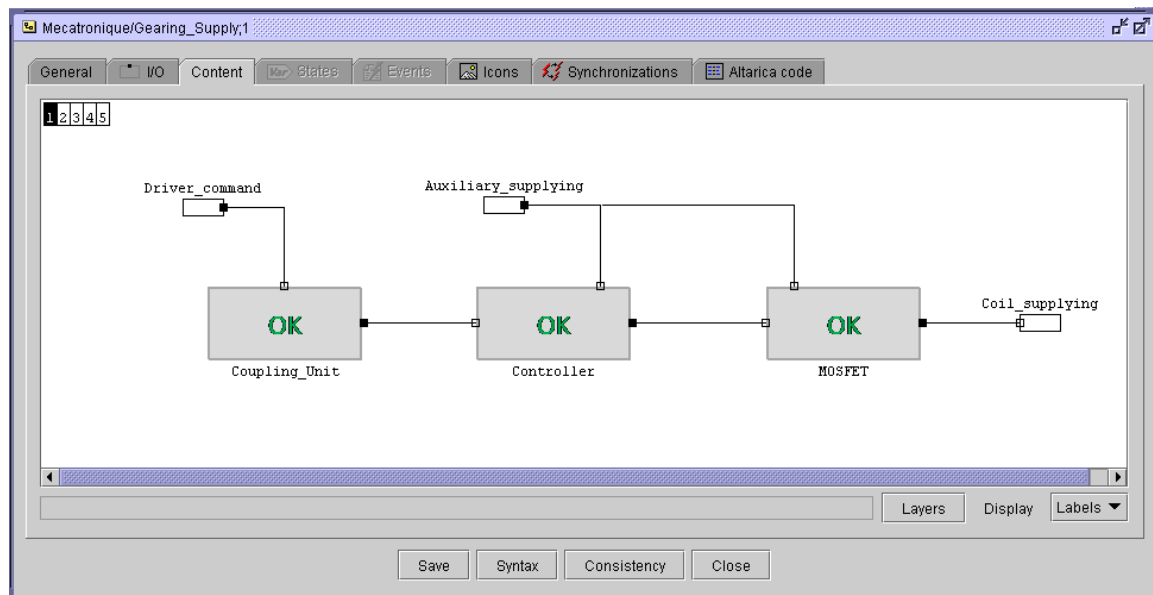 Mecatronique/Gearing_Supply;1
General I/O Content Var States Events Icons Synchronizations Altarica code
1 2 3 4 5
Driver_command Auxiliary_supplying
OK OK OK Coil_supplying
Coupling_Unit Controller MOSFET
Layers Display Labels
Save Syntax Consistency Close